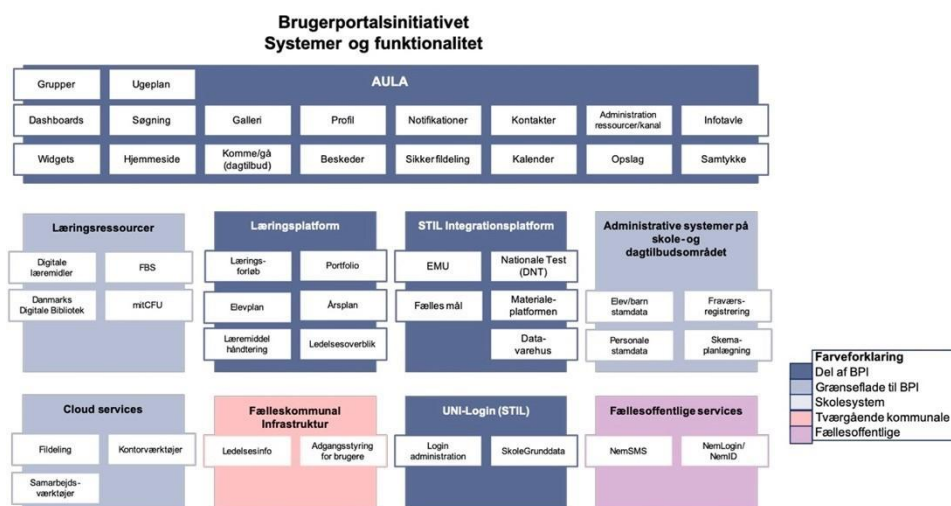 Brugerportalsinitiativet
Systemer og funktionalitet
AULA
Grupper
Ugeplan
Dashboards
Søgning
Galleri
Profil
Notifikationer
Kontakter
Administration
ressourcer/kanal
Infotavle
Widgets
Hjemmeside
Komme/gå
(dagtilbud)
Beskeder
Sikker fildeling
Kalender
Opslag
Samtykke
Læringsressourcer
Digitale
læremidler
FBS
Danmarks
Digitale Bibliotek
mitCFU
Læringsplatform
Lærings-
forløb
Portfolio
Elevplan
Årsplan
Læremiddel
håndtering
Ledelsesoverblik
STIL Integrationsplatform
EMU
Nationale Test
(DNT)
Fælles mål
Materiale-
platformen
Data-
varehus
Administrative systemer på
skole- og
dagtilbudsområdet
Elev/barn
stamdata
Fraværs-
registrering
Personale
stamdata
Skema-
planlægning
Cloud services
Fildeling
Kontorværktøjer
Samarbejds-
værktøjer
Fælleskommunal
Infrastruktur
Ledelsesinfo
Adgangsstyring
for brugere
UNI-Login (STIL)
Login
administration
SkoleGrunddata
Fællesoffentlige services
NemSMS
NemLogin/
NemID
Farveforklaring
Del af BPI
Grænseflade til BPI
Skolesystem
Tværgående kommunale
Fællesoffentlige